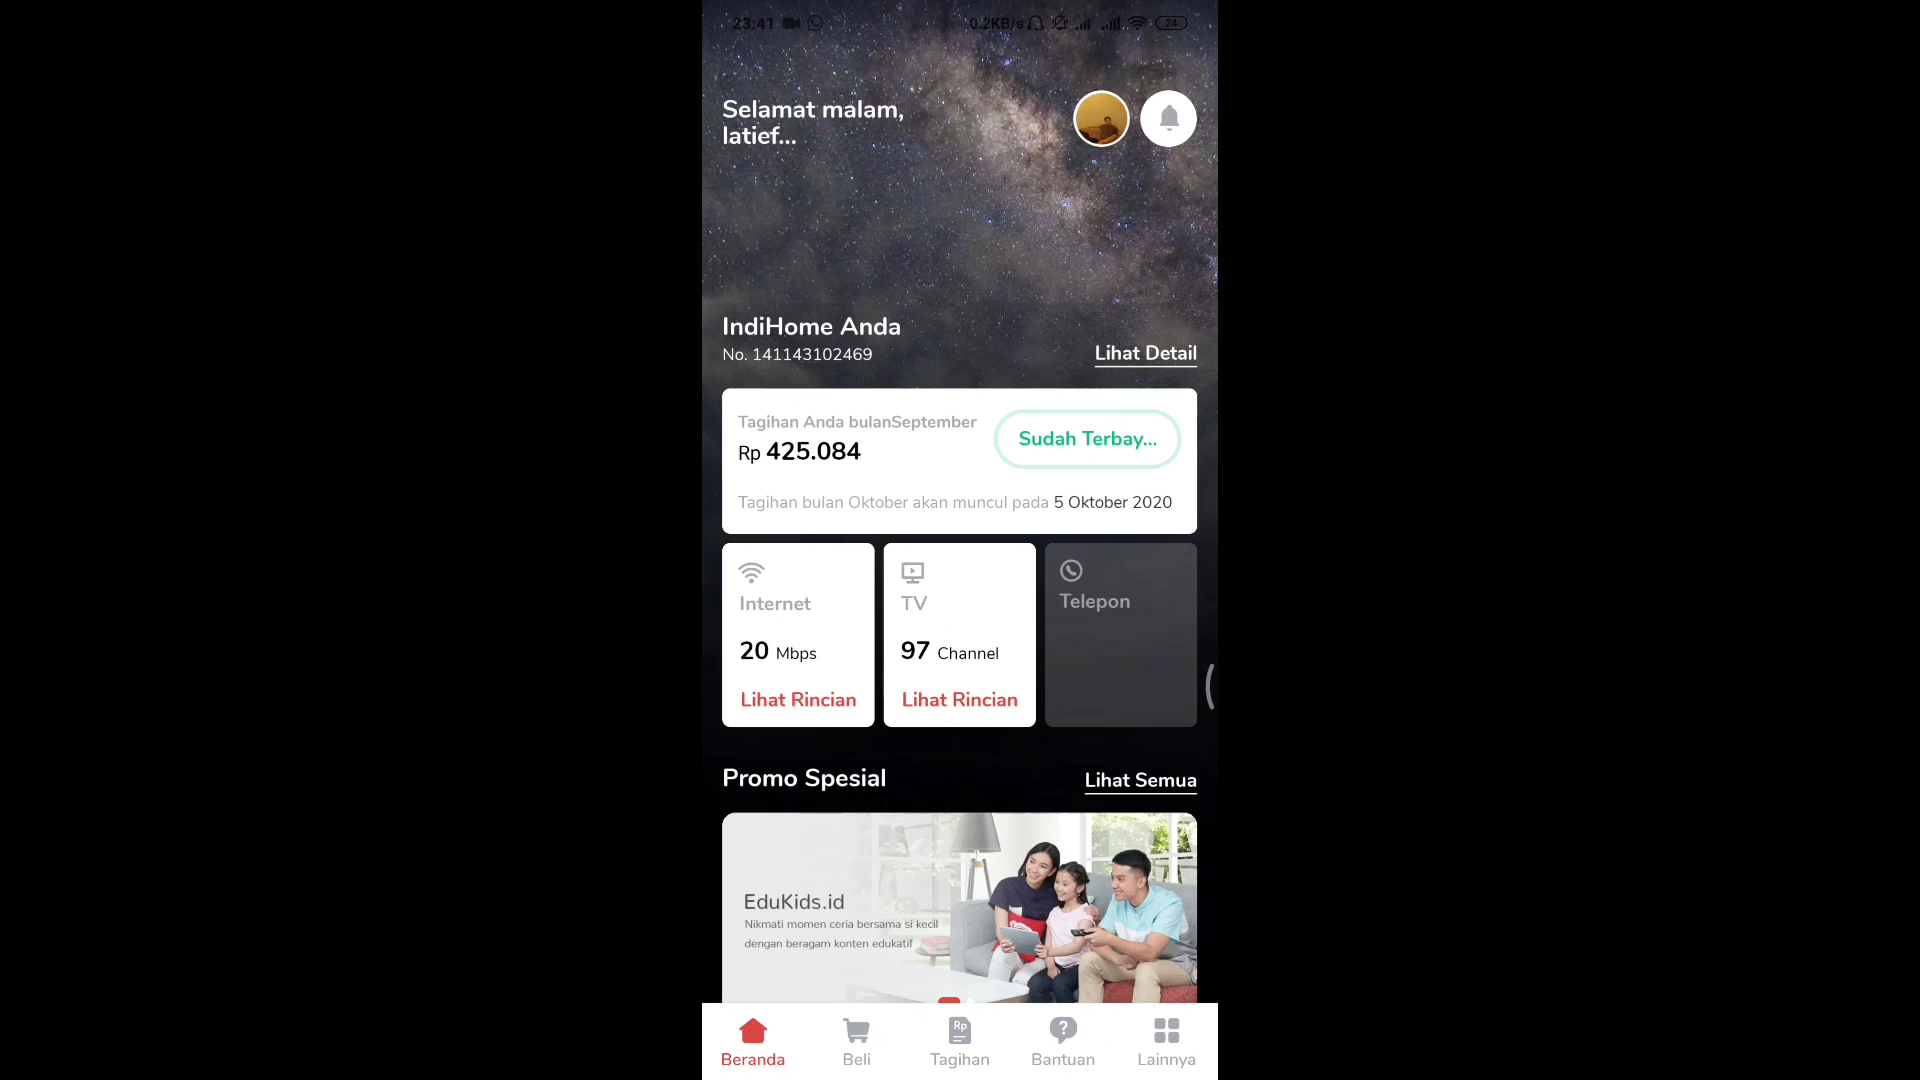 23:41
0.2KB/s
24
Selamat malam,
latief...
IndiHome Anda
No. 141143102469
Lihat Detail
Tagihan Anda bulanSeptember
Rp 425.084
Sudah Terbay...
Tagihan bulan Oktober akan muncul pada 5 Oktober 2020
Internet
20 Mbps
Lihat Rincian
TV
97 Channel
Lihat Rincian
Telepon
Promo Spesial
Lihat Semua
EduKids.id
Nikmati momen ceria bersama si kecil
dengan beragam konten edukatif
Rp
Beranda
Beli
Tagihan
Bantuan
Lainnya